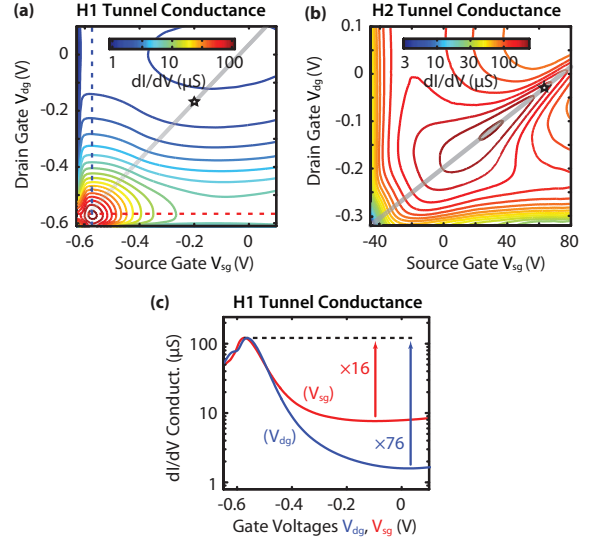 (a) H1 Tunnel Conductance
1 10 100
dI/dV (µS)
Drain Gate V_dg (V)
0
-0.2
-0.4
-0.6
-0.6 -0.4 -0.2 0
Source Gate V_sg (V)
(b) H2 Tunnel Conductance
3 10 30 100
dI/dV (µS)
Drain Gate V_dg (V)
0
-0.1
-0.2
-0.3
-40 0 40 80
Source Gate V_sg (V)
(c) H1 Tunnel Conductance
dI/dV Conduct. (µS)
100
10
1
×16
(V_sg)
(V_dg)
×76
-0.6 -0.4 -0.2 0
Gate Voltages V_dg, V_sg (V)